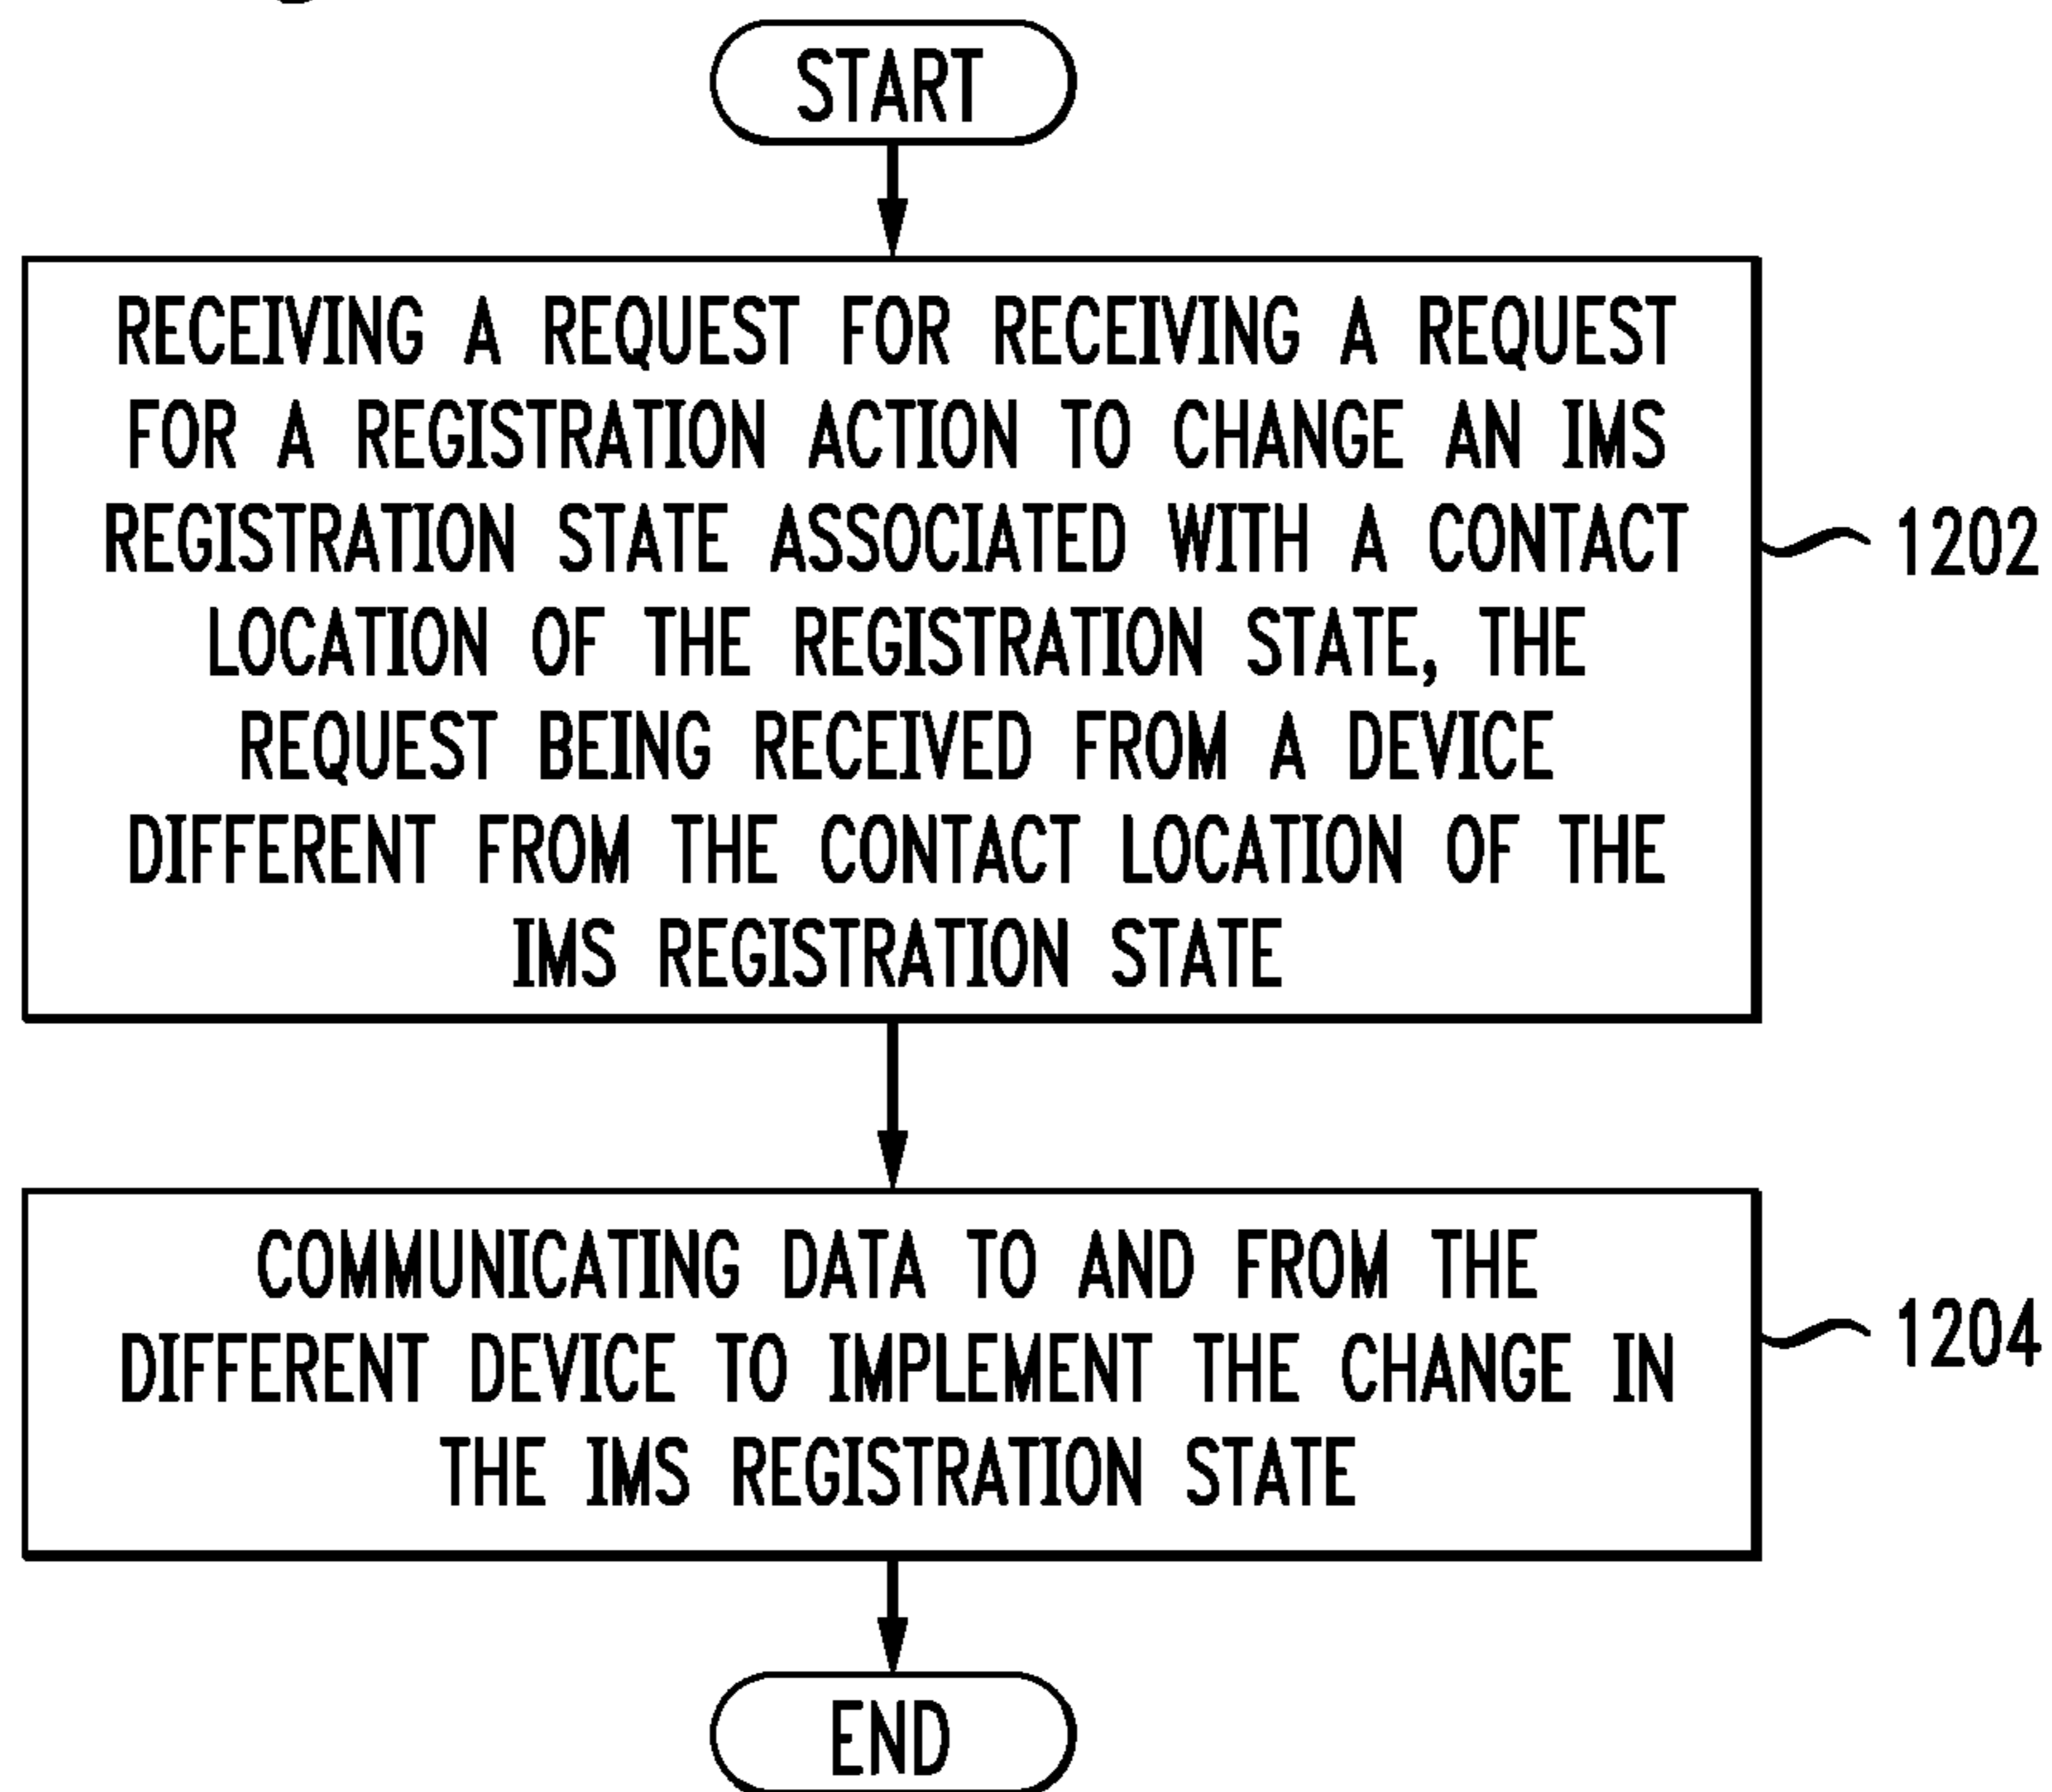 START
RECEIVING A REQUEST FOR RECEIVING A REQUEST
FOR A REGISTRATION ACTION TO CHANGE AN IMS
REGISTRATION STATE ASSOCIATED WITH A CONTACT
LOCATION OF THE REGISTRATION STATE, THE
REQUEST BEING RECEIVED FROM A DEVICE
DIFFERENT FROM THE CONTACT LOCATION OF THE
IMS REGISTRATION STATE
1202
COMMUNICATING DATA TO AND FROM THE
DIFFERENT DEVICE TO IMPLEMENT THE CHANGE IN
THE IMS REGISTRATION STATE
1204
END